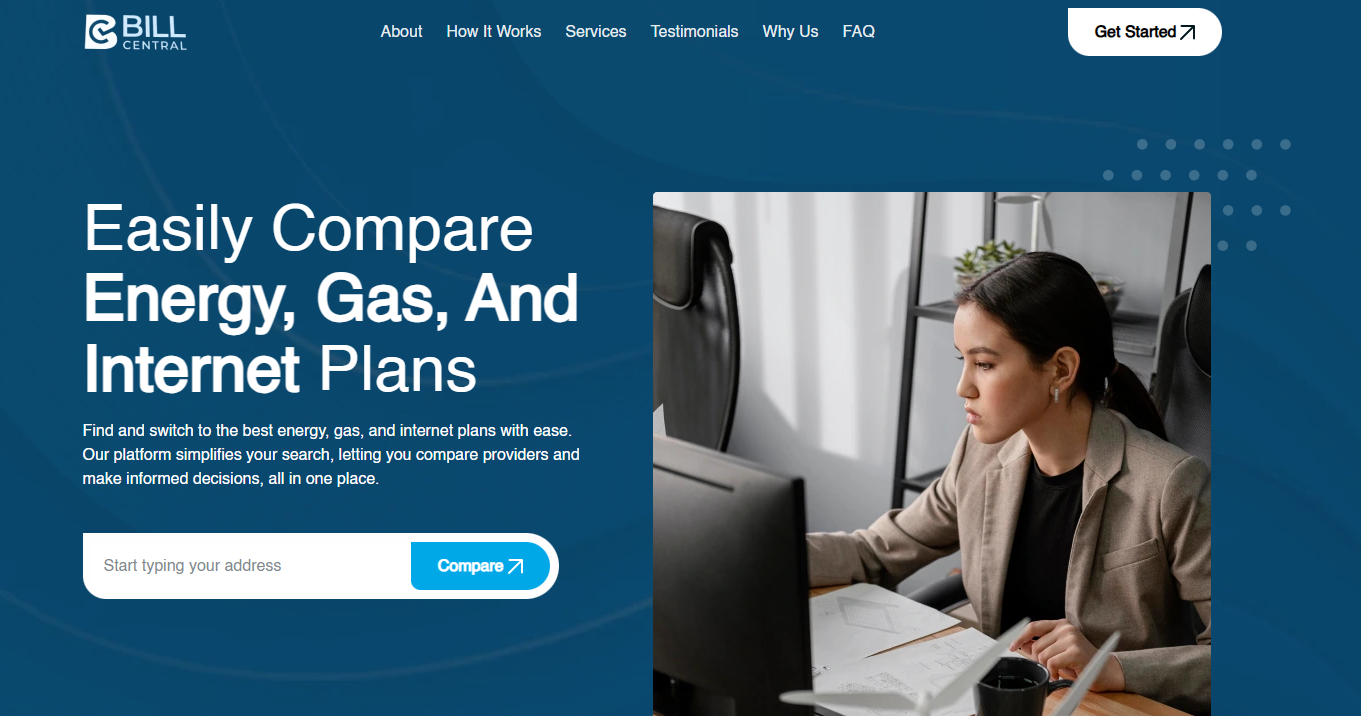 BILL
CENTRAL
About How It Works Services Testimonials Why Us FAQ
Get Started
Easily Compare
Energy, Gas, And
Internet Plans
Find and switch to the best energy, gas, and internet plans with ease.
Our platform simplifies your search, letting you compare providers and
make informed decisions, all in one place.
Start typing your address
Compare